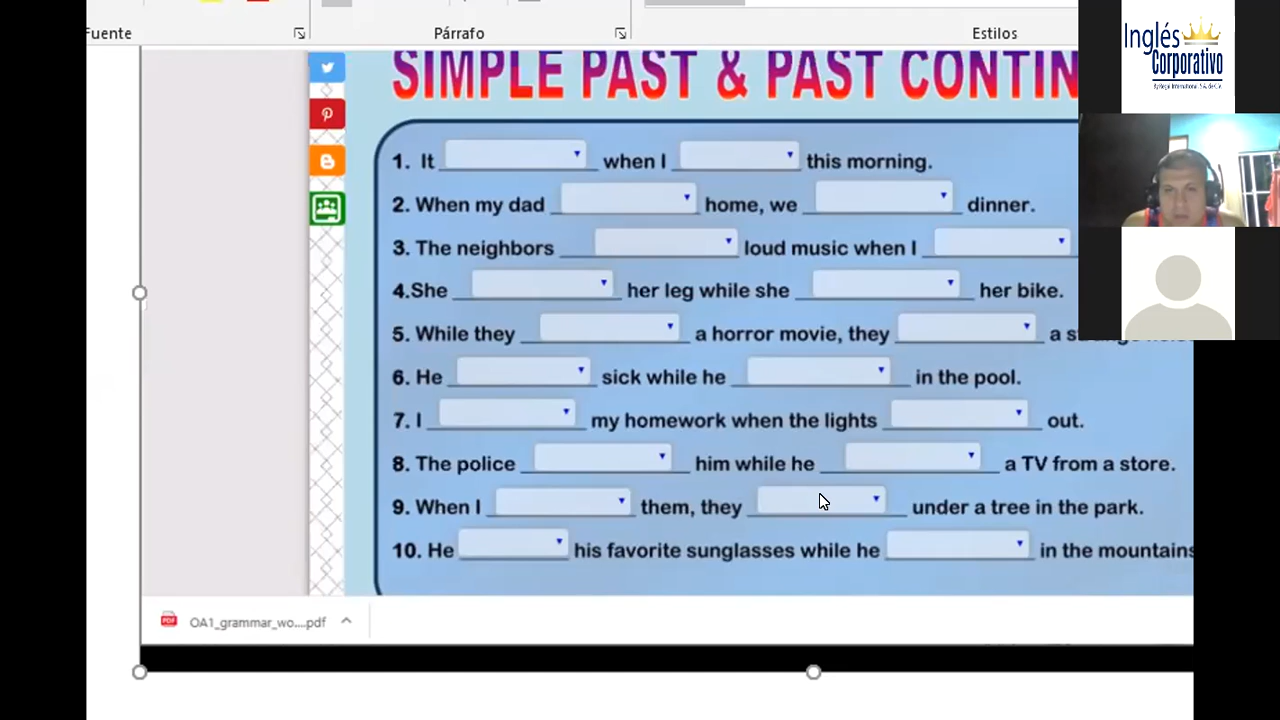 Fuente
Párrafo
Estilos
Inglés
Corporativo
SIMPLE PAST & PAST CONTIN
1. It when I this morning.
2. When my dad home, we dinner.
3. The neighbors loud music when I
4.She her leg while she her bike.
5. While they a horror movie, they a
6. He sick while he in the pool.
7. I my homework when the lights out.
8. The police him while he a TV from a store.
9. When I them, they under a tree in the park.
10. He his favorite sunglasses while he in the mountains
OA1_grammar_wo....pdf